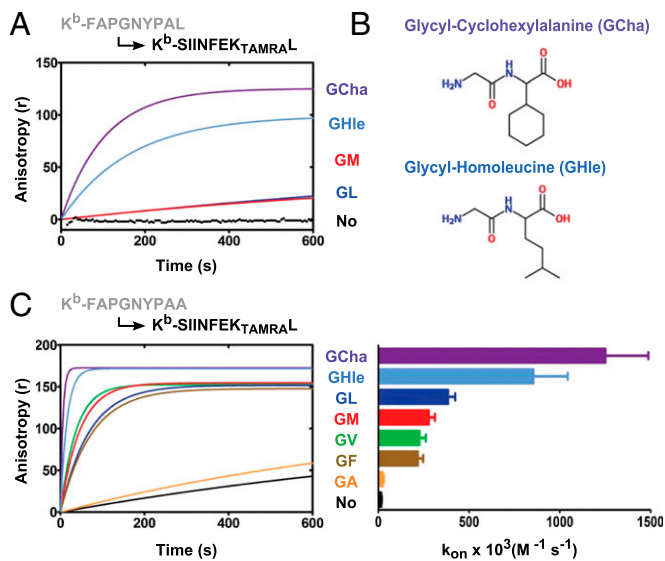 A
K^b-FAPGNYPAL
K^b-SIINFEK_TAMRA L
Anisotropy (r)
150
100
50
0
0 200 400 600
Time (s)
GCha
GHle
GM
GL
No
B
Glycyl-Cyclohexylalanine (GCha)
H₂N
O
H
N
O
OH
Glycyl-Homoleucine (GHle)
H₂N
O
H
N
O
OH
C
K^b-FAPGNYPAA
K^b-SIINFEK_TAMRA L
Anisotropy (r)
200
150
100
50
0
0 200 400 600
Time (s)
GCha
GHle
GL
GM
GV
GF
GA
No
0 500 1000 1500
k_on x 10³(M⁻¹ s⁻¹)